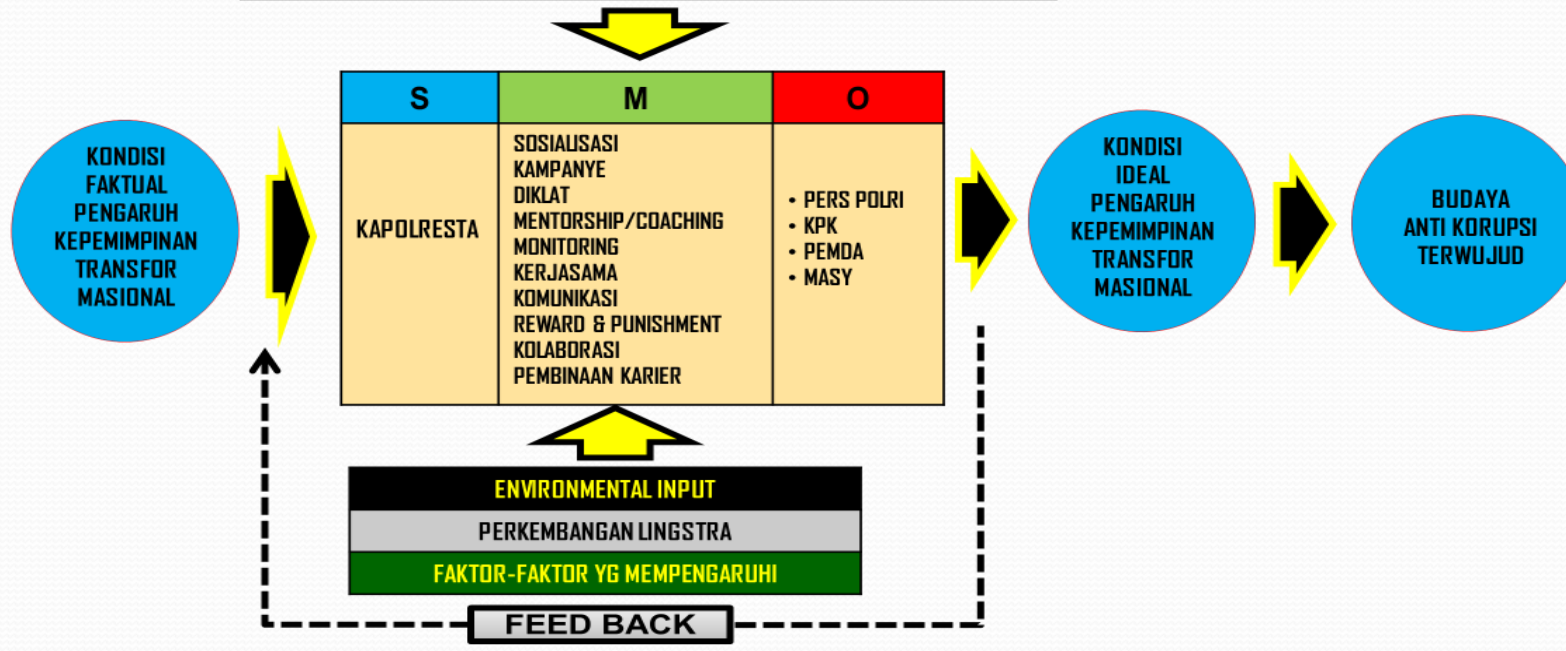 KONDISI
FAKTUAL
PENGARUH
KEPEMIMPINAN
TRANSFOR
MASIONAL
S
M
O
KAPOLRESTA
SOSIALISASI
KAMPANYE
DIKLAT
MENTORSHIP/COACHING
MONITORING
KERJASAMA
KOMUNIKASI
REWARD & PUNISHMENT
KOLABORASI
PEMBINAAN KARIER
• PERS POLRI
• KPK
• PEMDA
• MASY
KONDISI
IDEAL
PENGARUH
KEPEMIMPINAN
TRANSFOR
MASIONAL
BUDAYA
ANTI KORUPSI
TERWUJUD
ENVIRONMENTAL INPUT
PERKEMBANGAN LINGSTRA
FAKTOR-FAKTOR YG MEMPENGARUHI
FEED BACK